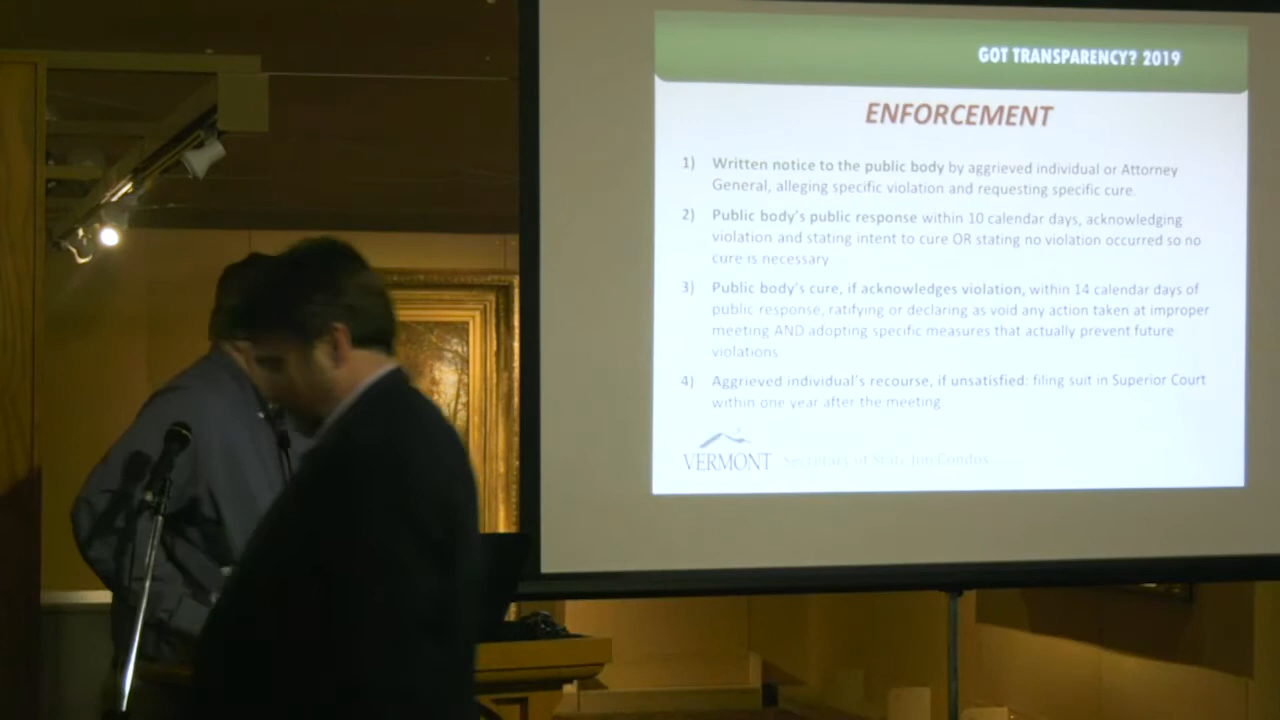 GOT TRANSPARENCY? 2019
ENFORCEMENT
1) Written notice to the public body by aggrieved individual or Attorney
General, alleging specific violation and requesting specific cure.
2) Public body's public response within 10 calendar days, acknowledging
violation and stating intent to cure OR stating no violation occurred so no
cure is necessary
3) Public body's cure, if acknowledges violation, within 14 calendar days of
public response, ratifying or declaring as void any action taken at improper
meeting AND adopting specific measures that actually prevent future
violations
4) Aggrieved individual's recourse, if unsatisfied: filing suit in Superior Court
within one year after the meeting.
VERMONT Secretary of State Jim Condos